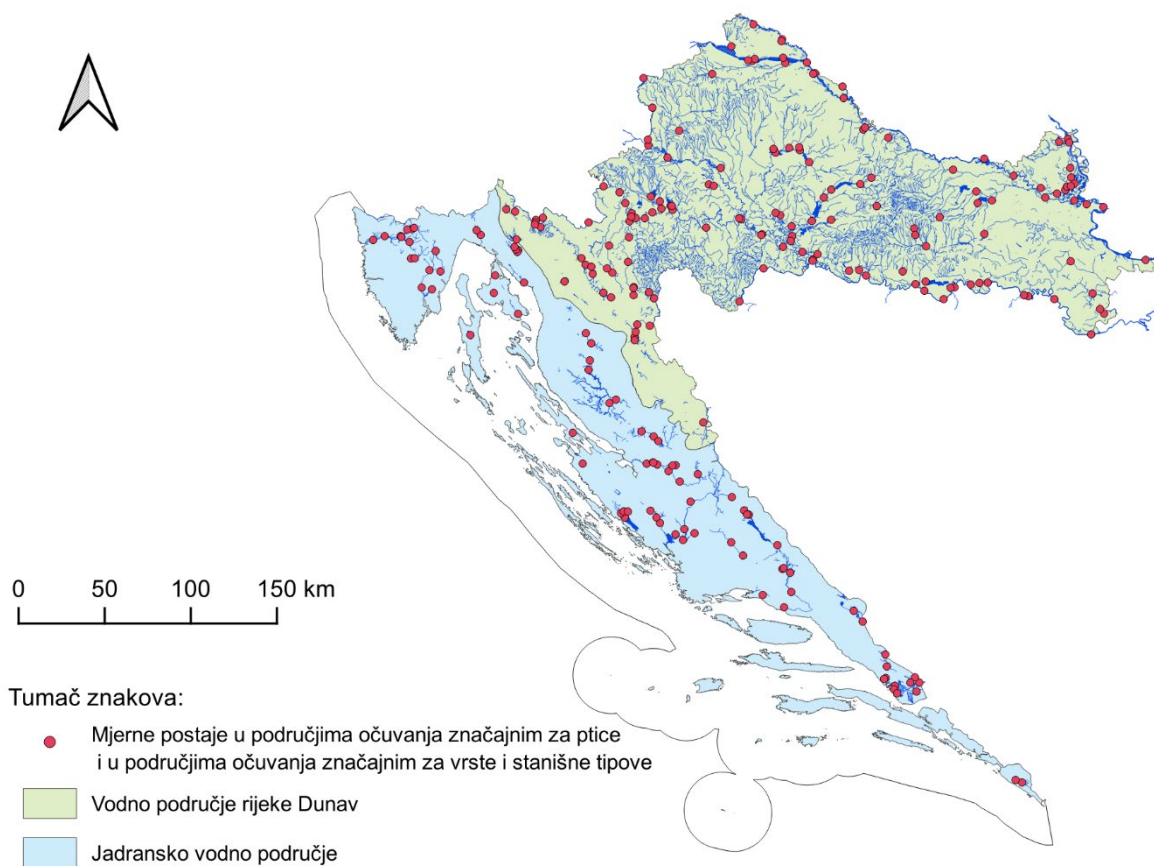 0 50 100 150 km
Tumač znakova:
Mjerne postaje u područjima očuvanja značajnim za ptice
i u područjima očuvanja značajnim za vrste i stanišne tipove
Vodno područje rijeke Dunav
Jadransko vodno područje